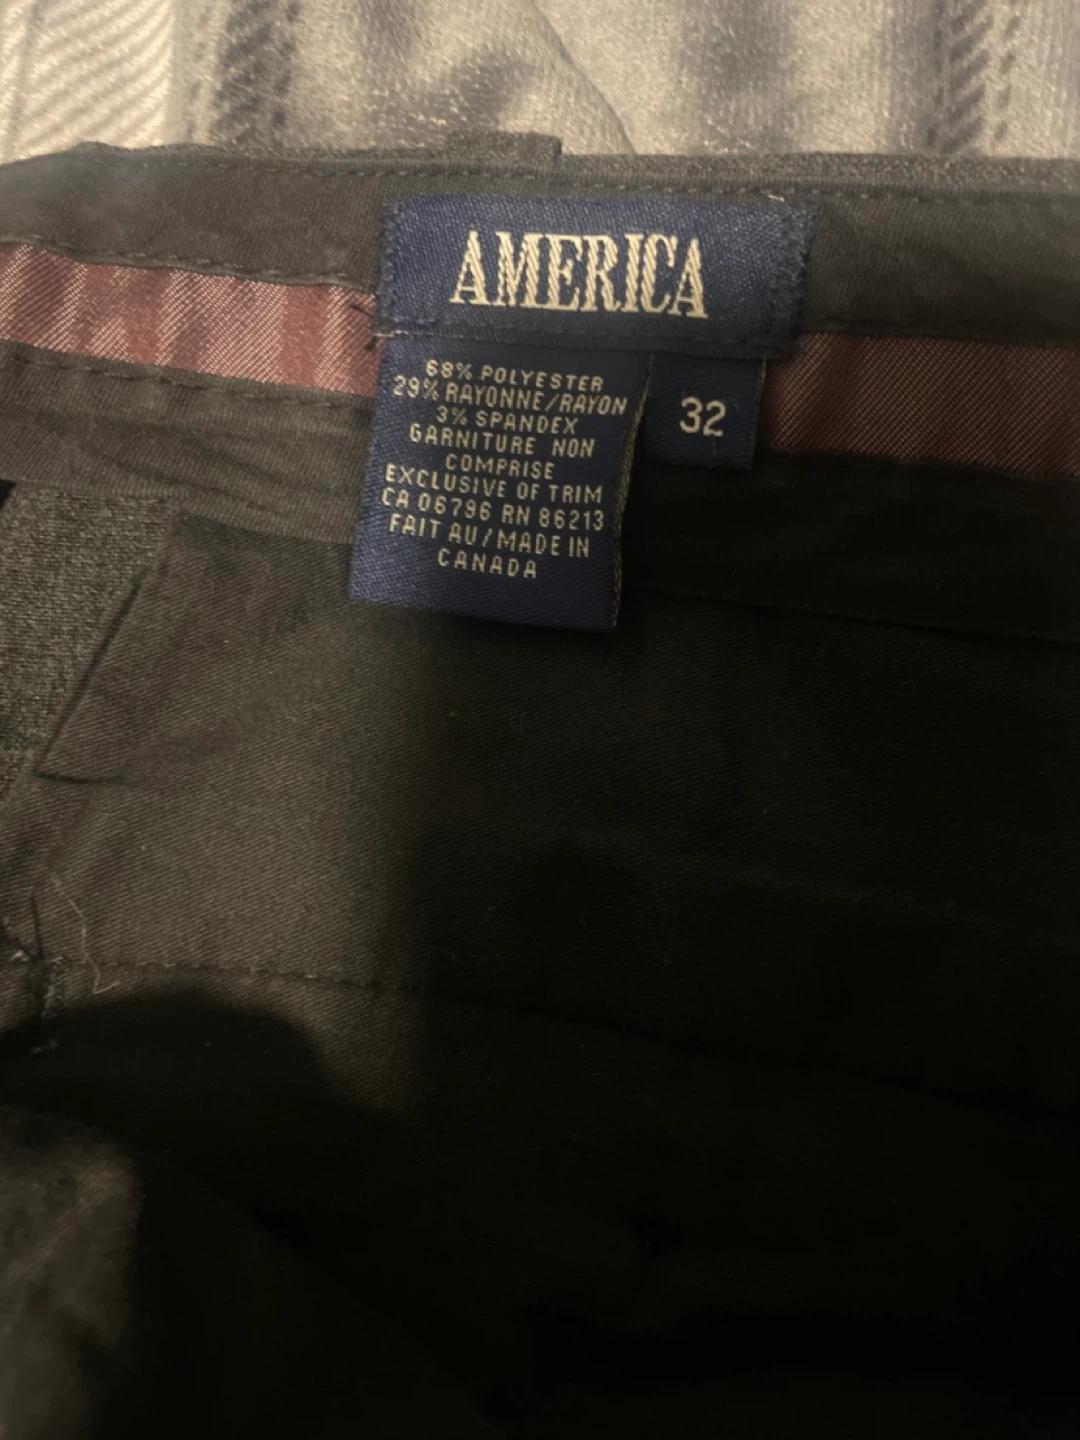 AMERICA
68% POLYESTER
29% RAYONNE/RAYON
3% SPANDEX
GARNITURE NON
COMPRISE
EXCLUSIVE OF TRIM
CA 06796 RN 86213
FAIT AU/MADE IN
CANADA
32